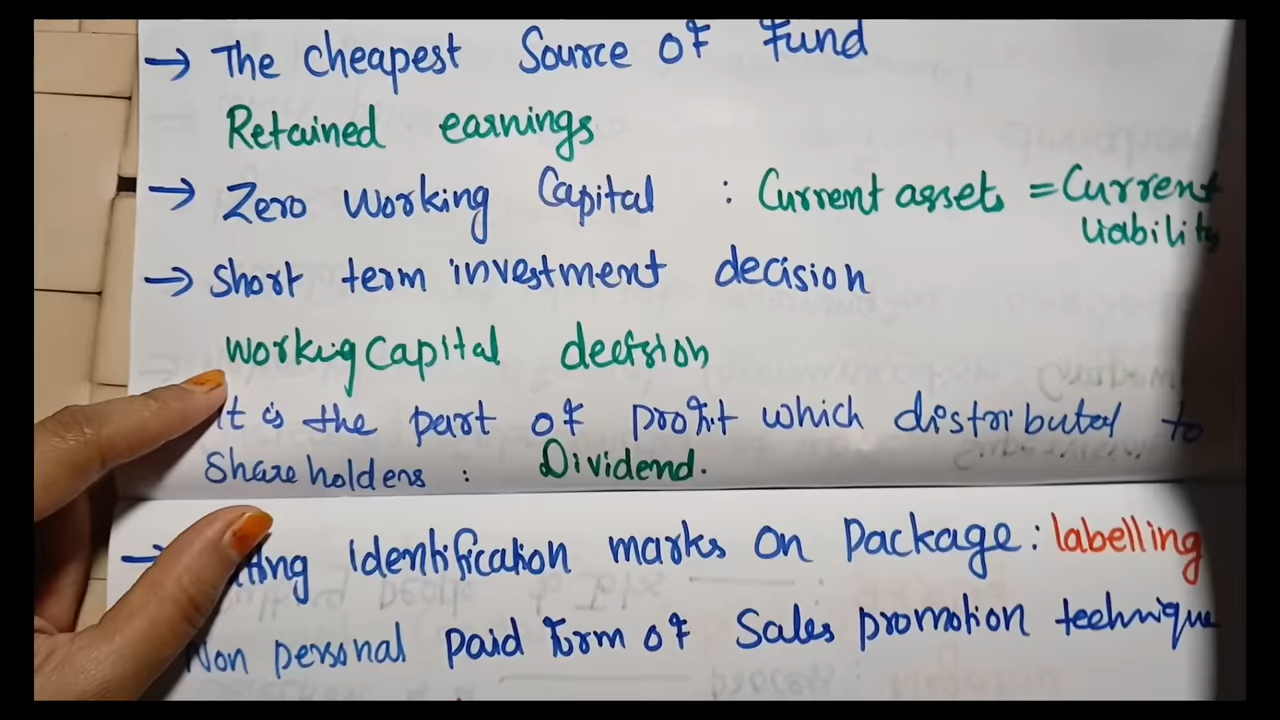 → The cheapest Source of Fund
Retained earnings
→ Zero working Capital : Current assets = Current
liability
→ Short term investment decision
working capital decision
It is the part of profit which distributed to
Shareholders : Dividend.
→ identification marks on Package : labelling
Non personal paid form of Sales promotion technique